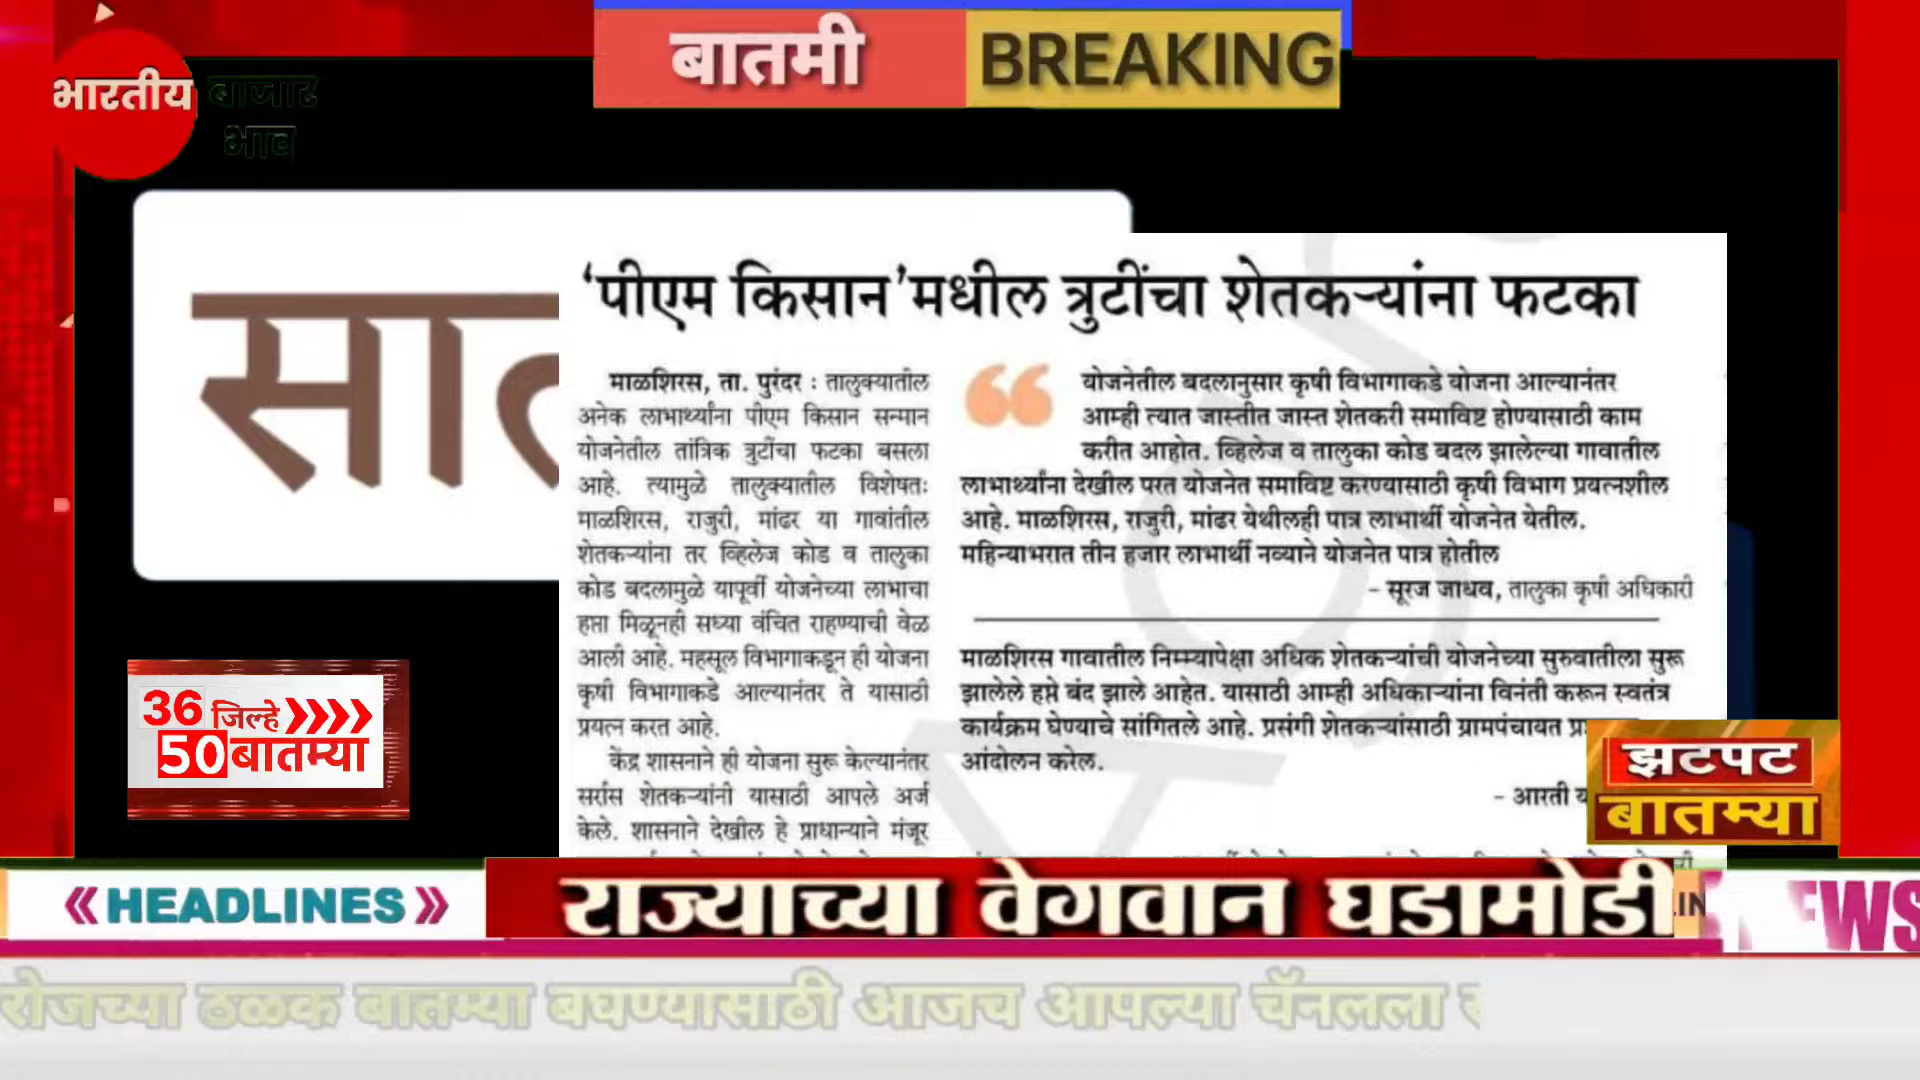 बातमी BREAKING
भारतीय बाजार
भाव
‘पीएम किसान’मधील त्रुटींचा शेतकऱ्यांना फटका
माळशिरस, ता. पुरंदर : तालुक्यातील
अनेक लाभार्थ्यांना पीएम किसान सन्मान
योजनेतील तांत्रिक त्रुटींचा फटका बसला
आहे. त्यामुळे तालुक्यातील विशेषतः
माळशिरस, राजुरी, मांढर या गावांतील
शेतकऱ्यांना तर व्हिलेज कोड व तालुका
कोड बदलामुळे यापूर्वी योजनेच्या लाभाचा
हप्ता मिळूनही सध्या वंचित राहण्याची वेळ
आली आहे. महसूल विभागाकडून ही योजना
कृषी विभागाकडे आल्यानंतर ते यासाठी
प्रयत्न करत आहे.
केंद्र शासनाने ही योजना सुरू केल्यानंतर
सर्रास शेतकऱ्यांनी यासाठी आपले अर्ज
केले. शासनाने देखील हे प्राधान्याने मंजूर
योजनेतील बदलानुसार कृषी विभागाकडे योजना आल्यानंतर
आम्ही त्यात जास्तीत जास्त शेतकरी समाविष्ट होण्यासाठी काम
करीत आहोत. व्हिलेज व तालुका कोड बदल झालेल्या गावातील
लाभार्थ्यांना देखील परत योजनेत समाविष्ट करण्यासाठी कृषी विभाग प्रयत्नशील
आहे. माळशिरस, राजुरी, मांढर येथीलही पात्र लाभार्थी योजनेत येतील.
महिन्याभरात तीन हजार लाभार्थी नव्याने योजनेत पात्र होतील
- सूरज जाधव, तालुका कृषी अधिकारी
माळशिरस गावातील निम्म्यापेक्षा अधिक शेतकऱ्यांची योजनेच्या सुरुवातीला सुरू
झालेले हप्ते बंद झाले आहेत. यासाठी आम्ही अधिकाऱ्यांना विनंती करून स्वतंत्र
कार्यक्रम घेण्याचे सांगितले आहे. प्रसंगी शेतकऱ्यांसाठी ग्रामपंचायत
आंदोलन करेल.
- आरती
36 जिल्हे
50 बातम्या
झटपट
बातम्या
HEADLINES
राज्याच्या वेगवान घडामोडी
रोजच्या ठळक बातम्या बघण्यासाठी आजच आपल्या चॅनलला